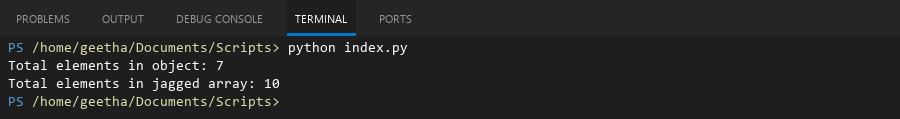 PROBLEMS OUTPUT DEBUG CONSOLE TERMINAL PORTS
PS /home/geetha/Documents/Scripts> python index.py
Total elements in object: 7
Total elements in jagged array: 10
PS /home/geetha/Documents/Scripts>